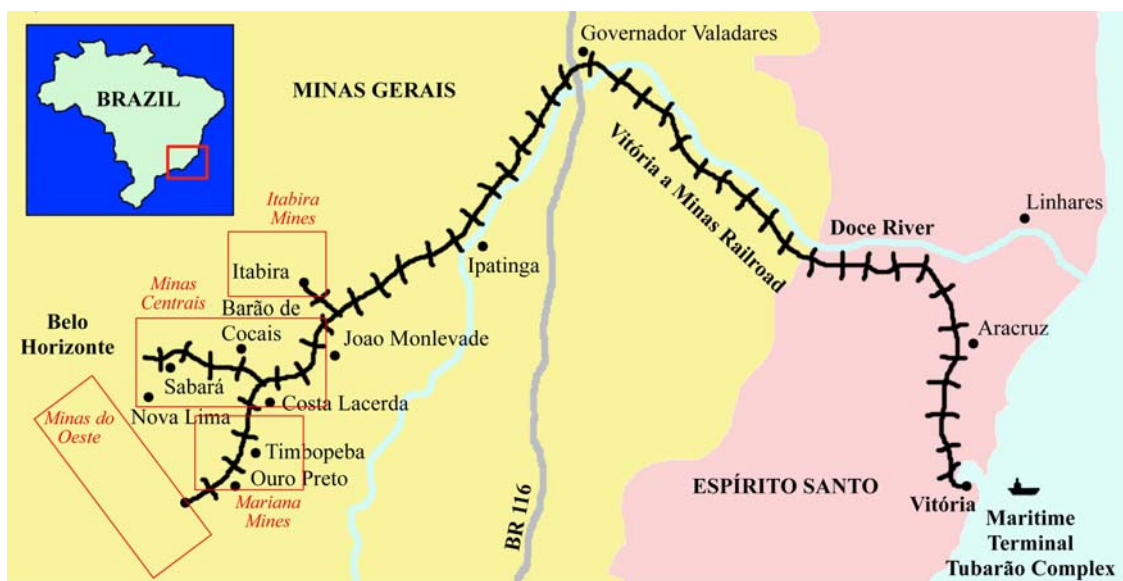 BRAZIL
MINAS GERAIS
Governador Valadares
Vitória a Minas Railroad
Linhares
Doce River
Itabira
Mines
Itabira
Ipatinga
Minas
Centrais
Barão de
Cocais
Belo
Horizonte
Joao Monlevade
Aracruz
Sabará
Nova Lima
Costa Lacerda
Minas do
Oeste
Timbopeba
Ouro Preto
Mariana
Mines
BR 116
ESPÍRITO SANTO
Vitória
Maritime
Terminal
Tubarão Complex